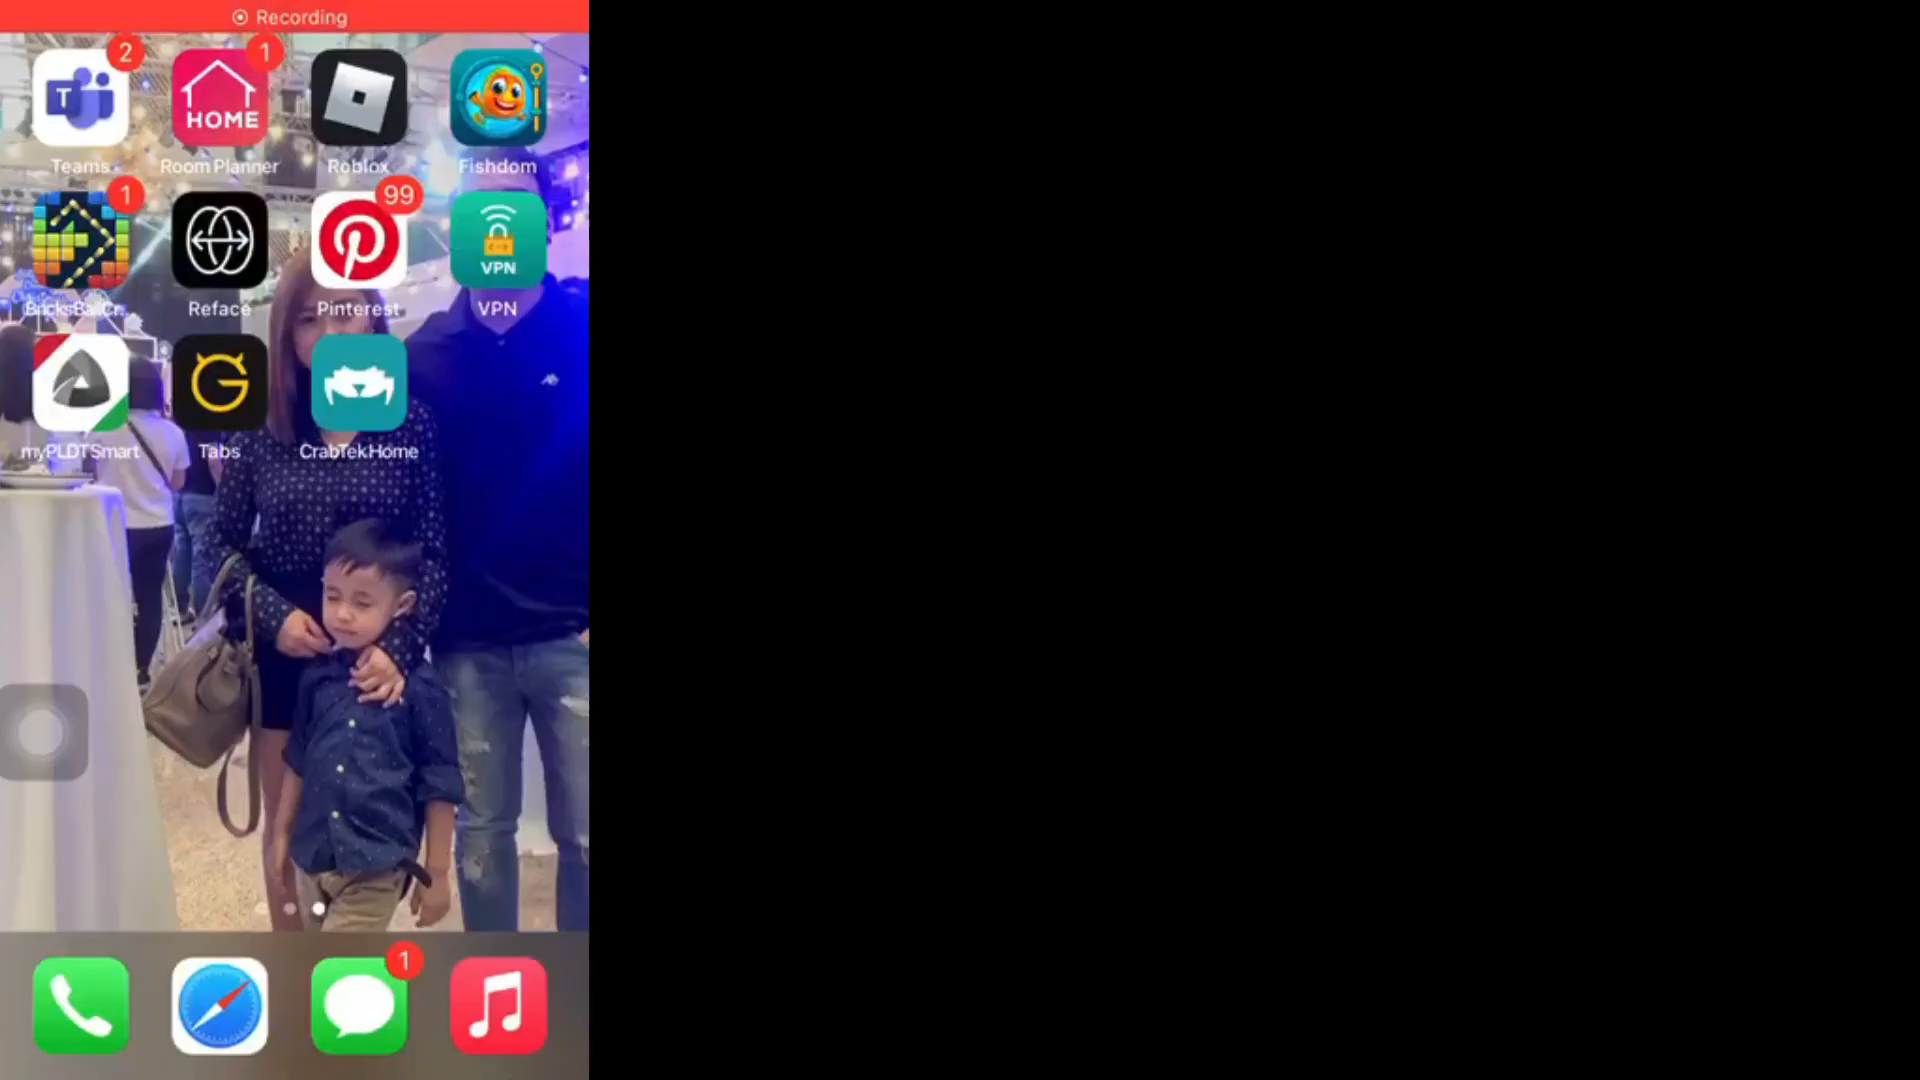 Recording
2
1
T
HOME
Teams
Room Planner
Roblox
Fishdom
1
99
VPN
BricksBallCr...
Reface
Pinterest
VPN
G
myPLDTSmart
Tabs
CrabTekHome
1